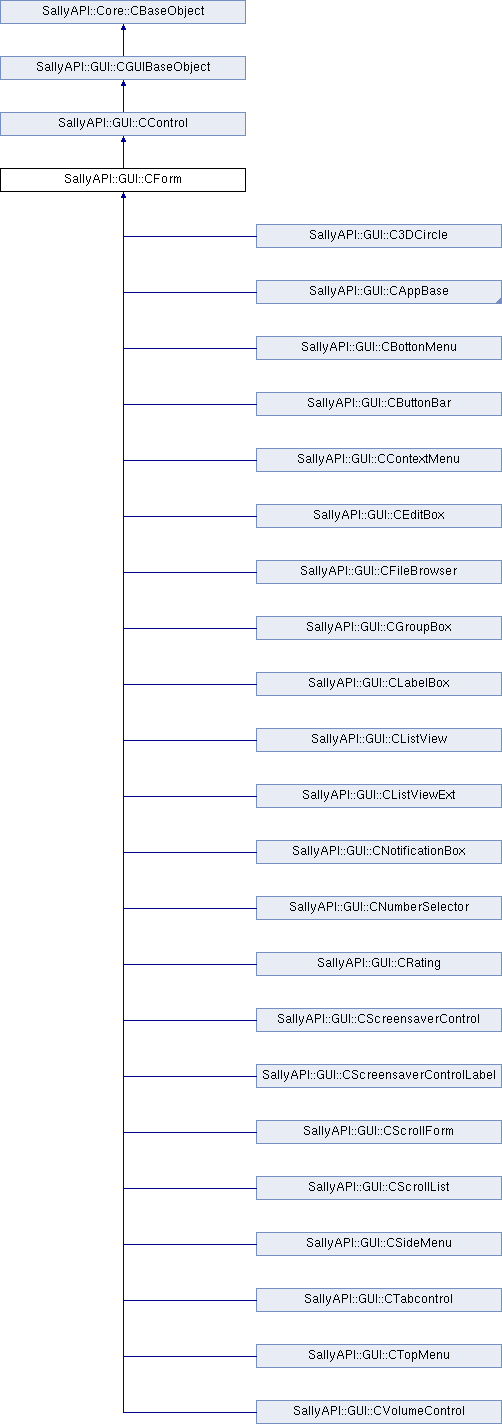 SallyAPI::Core::CBaseObject
SallyAPI::GUI::CGUIBaseObject
SallyAPI::GUI::CControl
SallyAPI::GUI::CForm
SallyAPI::GUI::C3DCircle
SallyAPI::GUI::CAppBase
SallyAPI::GUI::CBottonMenu
SallyAPI::GUI::CButtonBar
SallyAPI::GUI::CContextMenu
SallyAPI::GUI::CEditBox
SallyAPI::GUI::CFileBrowser
SallyAPI::GUI::CGroupBox
SallyAPI::GUI::CLabelBox
SallyAPI::GUI::CListView
SallyAPI::GUI::CListViewExt
SallyAPI::GUI::CNotificationBox
SallyAPI::GUI::CNumberSelector
SallyAPI::GUI::CRating
SallyAPI::GUI::CScreensaverControl
SallyAPI::GUI::CScreensaverControlLabel
SallyAPI::GUI::CScrollForm
SallyAPI::GUI::CScrollList
SallyAPI::GUI::CSideMenu
SallyAPI::GUI::CTabcontrol
SallyAPI::GUI::CTopMenu
SallyAPI::GUI::CVolumeControl